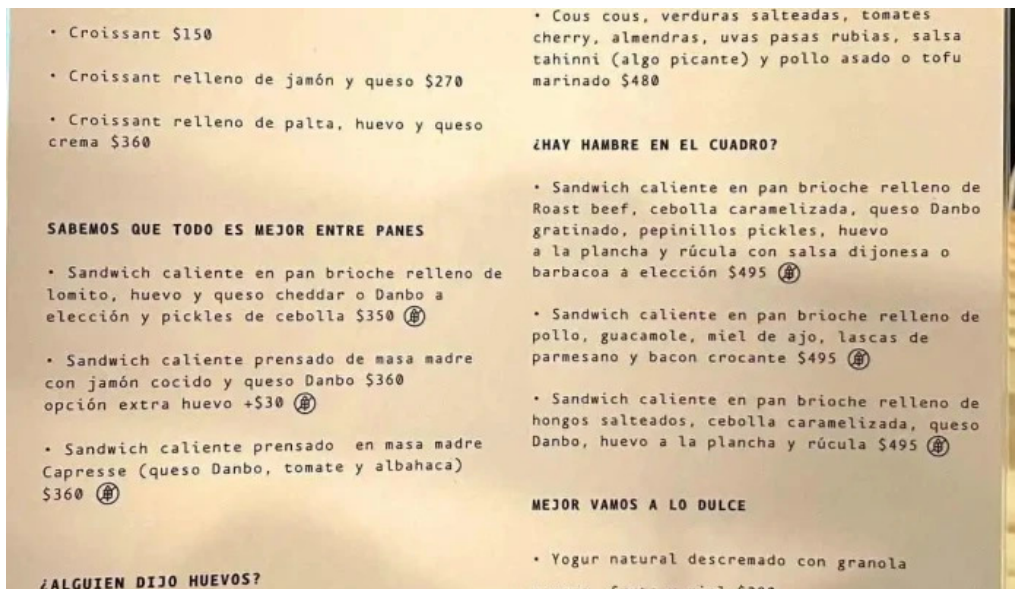 • Croissant $150
• Croissant relleno de jamón y queso $270
• Croissant relleno de palta, huevo y queso
crema $360
SABEMOS QUE TODO ES MEJOR ENTRE PANES
• Sandwich caliente en pan brioche relleno de
lomito, huevo y queso cheddar o Danbo a
elección y pickles de cebolla $350
• Sandwich caliente prensado de masa madre
con jamón cocido y queso Danbo $360
opción extra huevo +$30
• Sandwich caliente prensado en masa madre
Capresse (queso Danbo, tomate y albahaca)
$360
¿ALGUIEN DIJO HUEVOS?
• Cous cous, verduras salteadas, tomates
cherry, almendras, uvas pasas rubias, salsa
tahinni (algo picante) y pollo asado o tofu
marinado $480
¿HAY HAMBRE EN EL CUADRO?
• Sandwich caliente en pan brioche relleno de
Roast beef, cebolla caramelizada, queso Danbo
gratinado, pepinillos pickles, huevo
a la plancha y rúcula con salsa dijonesa o
barbacoa a elección $495
• Sandwich caliente en pan brioche relleno de
pollo, guacamole, miel de ajo, lascas de
parmesano y bacon crocante $495
• Sandwich caliente en pan brioche relleno de
hongos salteados, cebolla caramelizada, queso
Danbo, huevo a la plancha y rúcula $495
MEJOR VAMOS A LO DULCE
• Yogur natural descremado con granola